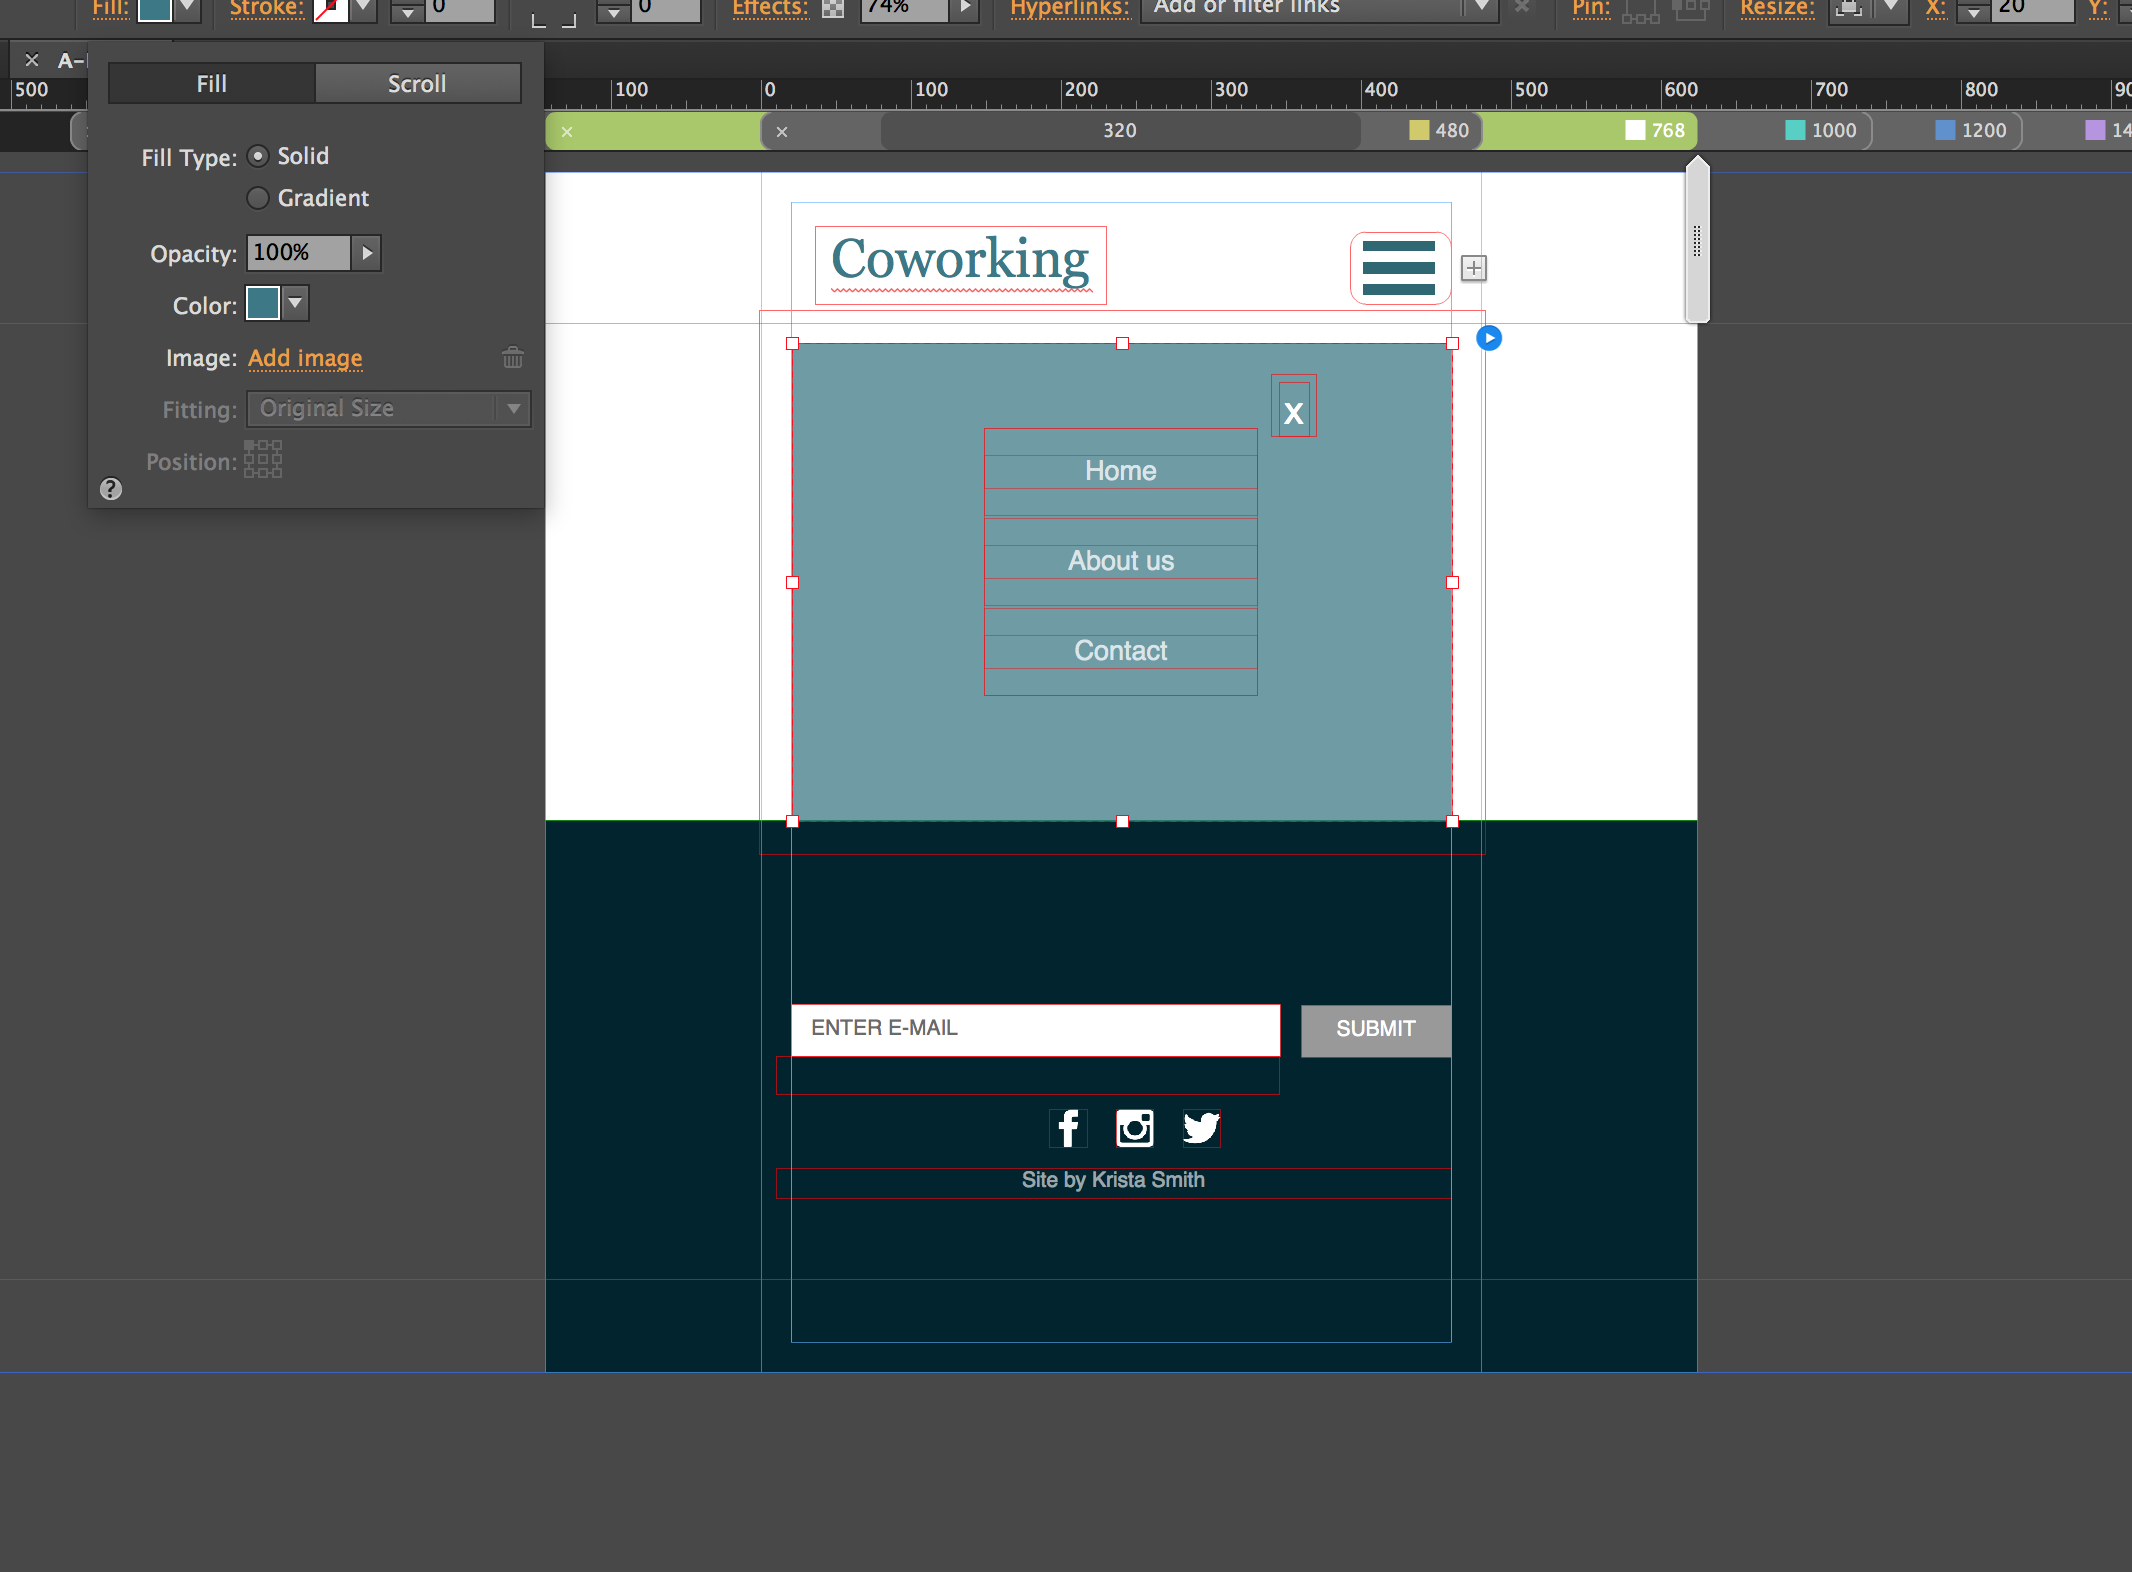 Fill: Stroke: 0 0 Effects: 74% Hyperlinks: Add or filter links Pin: Resize: X: 20 Y:
A-
Fill Scroll
500 100 0 100 200 300 400 500 600 700 800
320 480 768 1000 1200 14
Fill Type: Solid
Gradient
Opacity: 100%
Color:
Image: Add image
Fitting: Original Size
Position:
?
Coworking
X
Home
About us
Contact
ENTER E-MAIL SUBMIT
Site by Krista Smith